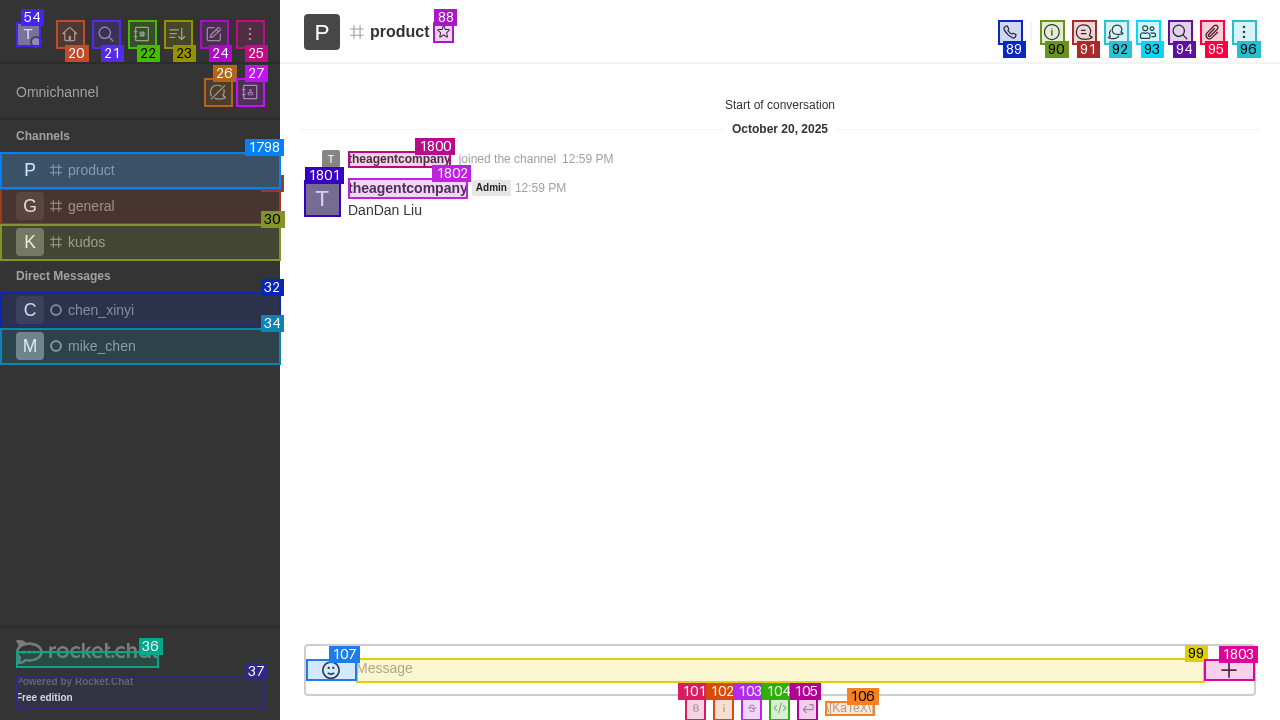 54
T
20
21
22
23
24
25
26
27
Omnichannel
Channels
1798
P product
G general
30
K kudos
Direct Messages
32
C chen_xinyi
34
M mike_chen
36
rocket.chat
37
Powered by Rocket.Chat
Free edition
P product
88
89
90
91
92
93
94
95
96
Start of conversation
October 20, 2025
1800
T theagentcompany joined the channel 12:59 PM
1801
1802
T theagentcompany Admin 12:59 PM
DanDan Liu
107
99
1803
Message
101
102
103
104
105
106
B i S </> \[KaTeX\]